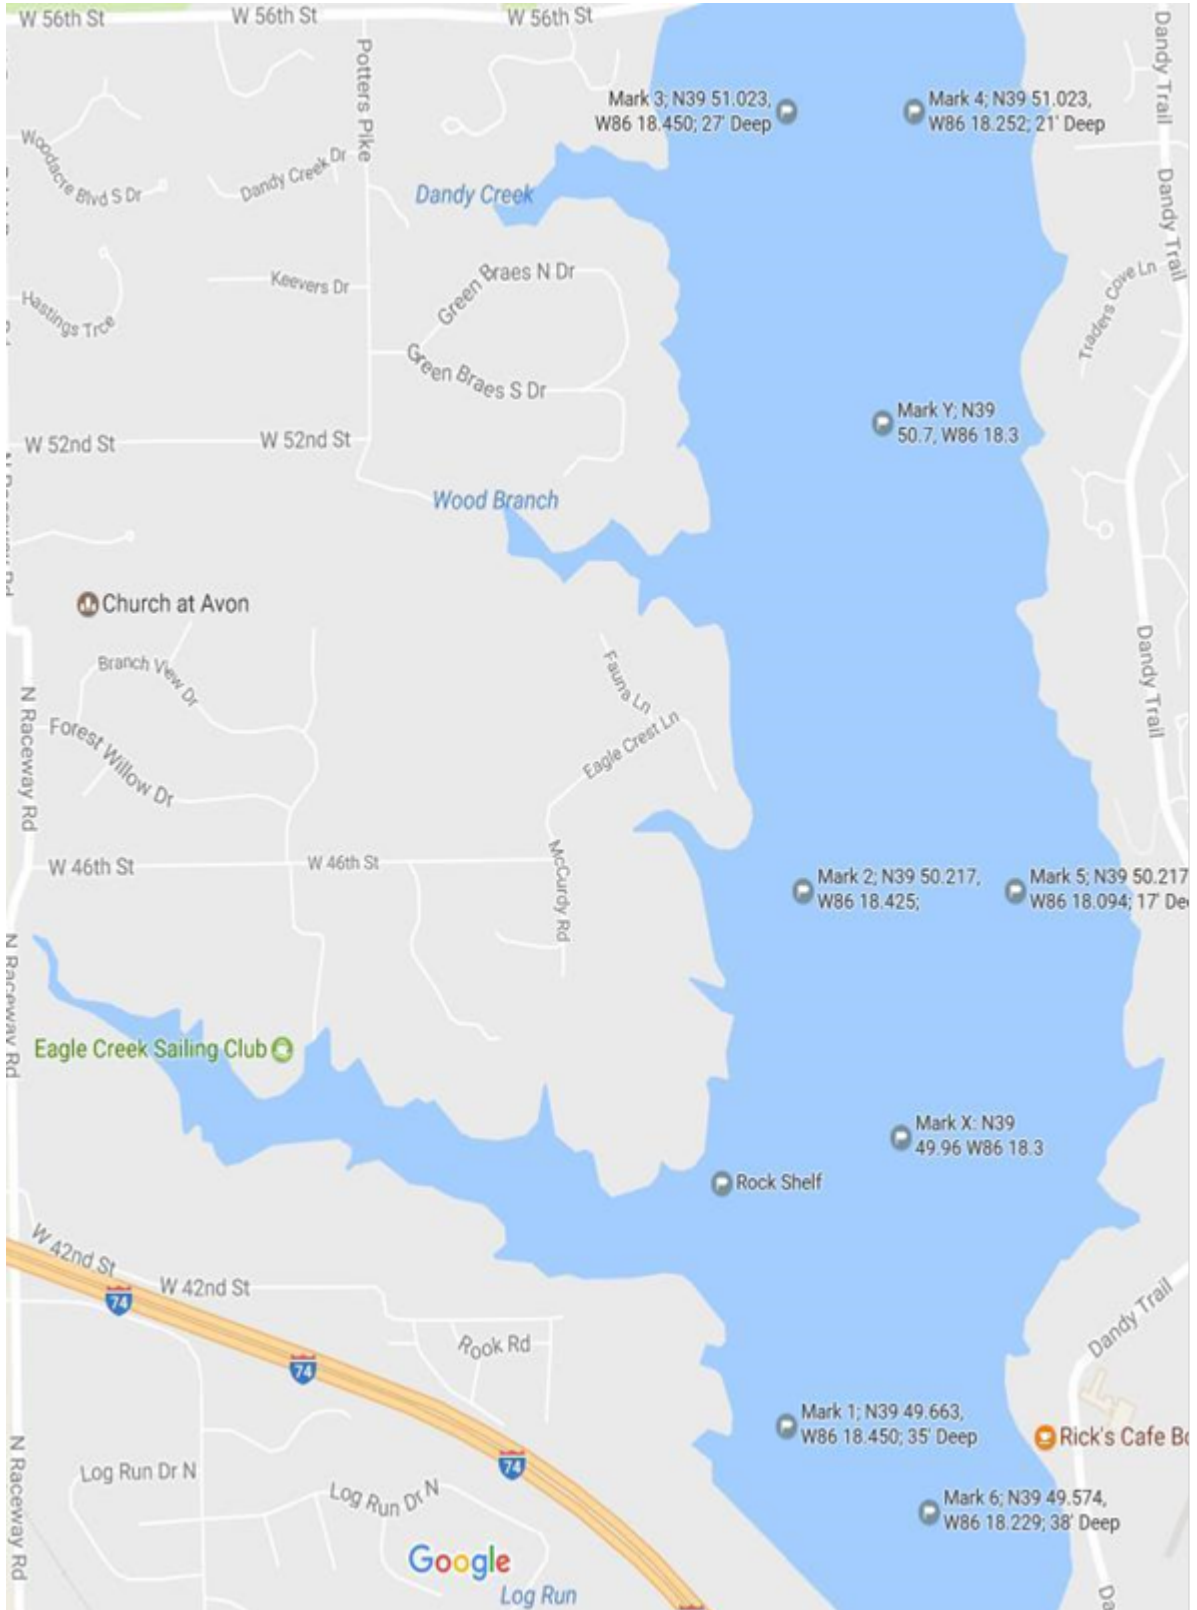 W 56th St
W 56th St
W 56th St
Potters Pike
Dandy Trail
Mark 3; N39 51.023,
W86 18.450; 27' Deep
Mark 4; N39 51.023,
W86 18.252; 21' Deep
Woodacre Blvd S Dr
Dandy Creek Dr
Dandy Creek
Dandy Trail
Keevers Dr
Green Braes N Dr
Traders Cove Ln
Hastings Trce
Green Braes S Dr
Mark Y; N39
50.7, W86 18.3
W 52nd St
W 52nd St
Wood Branch
Church at Avon
Branch View Dr
Fauna Ln
Dandy Trail
N Raceway Rd
Forest Willow Dr
Eagle Crest Ln
W 46th St
W 46th St
McCurdy Rd
Mark 2; N39 50.217,
W86 18.425;
Mark 5; N39 50.217
W86 18.094; 17' De
N Raceway Rd
Eagle Creek Sailing Club
Mark X: N39
49.96 W86 18.3
Rock Shelf
W 42nd St
W 42nd St
74
Dandy Trail
Rook Rd
74
Mark 1; N39 49.663,
W86 18.450; 35' Deep
Rick's Cafe Bo
74
N Raceway Rd
Log Run Dr N
Log Run Dr N
Mark 6; N39 49.574,
W86 18.229; 38' Deep
Google
Log Run
Da